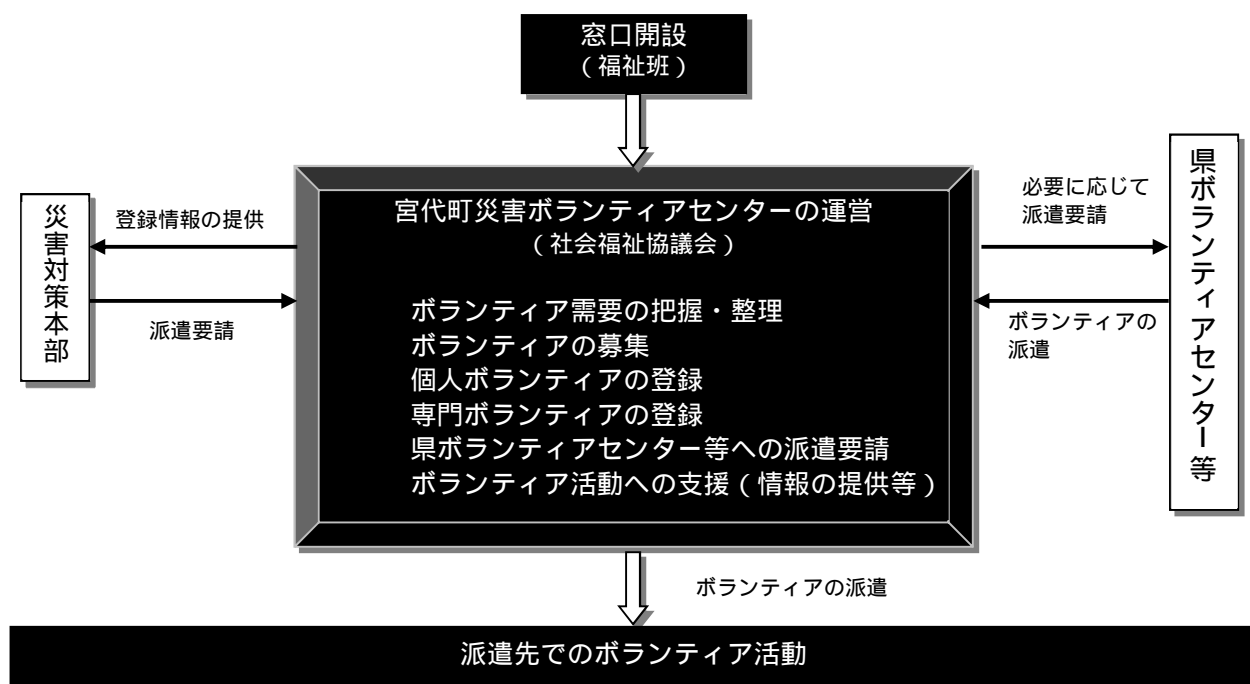 窓口開設
（福祉班）
宮代町災害ボランティアセンターの運営
（社会福祉協議会）
ボランティア需要の把握・整理
ボランティアの募集
個人ボランティアの登録
専門ボランティアの登録
県ボランティアセンター等への派遣要請
ボランティア活動への支援（情報の提供等）
災害対策本部
登録情報の提供
派遣要請
必要に応じて
派遣要請
ボランティアの
派遣
県ボランティアセンター等
ボランティアの派遣
派遣先でのボランティア活動